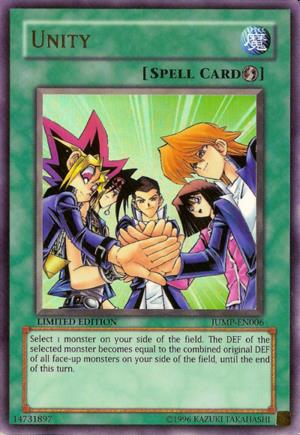 UNITY
魔
[SPELL CARD]
LIMITED EDITION
JUMP-EN006
Select 1 monster on your side of the field. The DEF of the
selected monster becomes equal to the combined original DEF
of all face-up monsters on your side of the field, until the end
of this turn.
14731897
©1996 KAZUKI TAKAHASHI